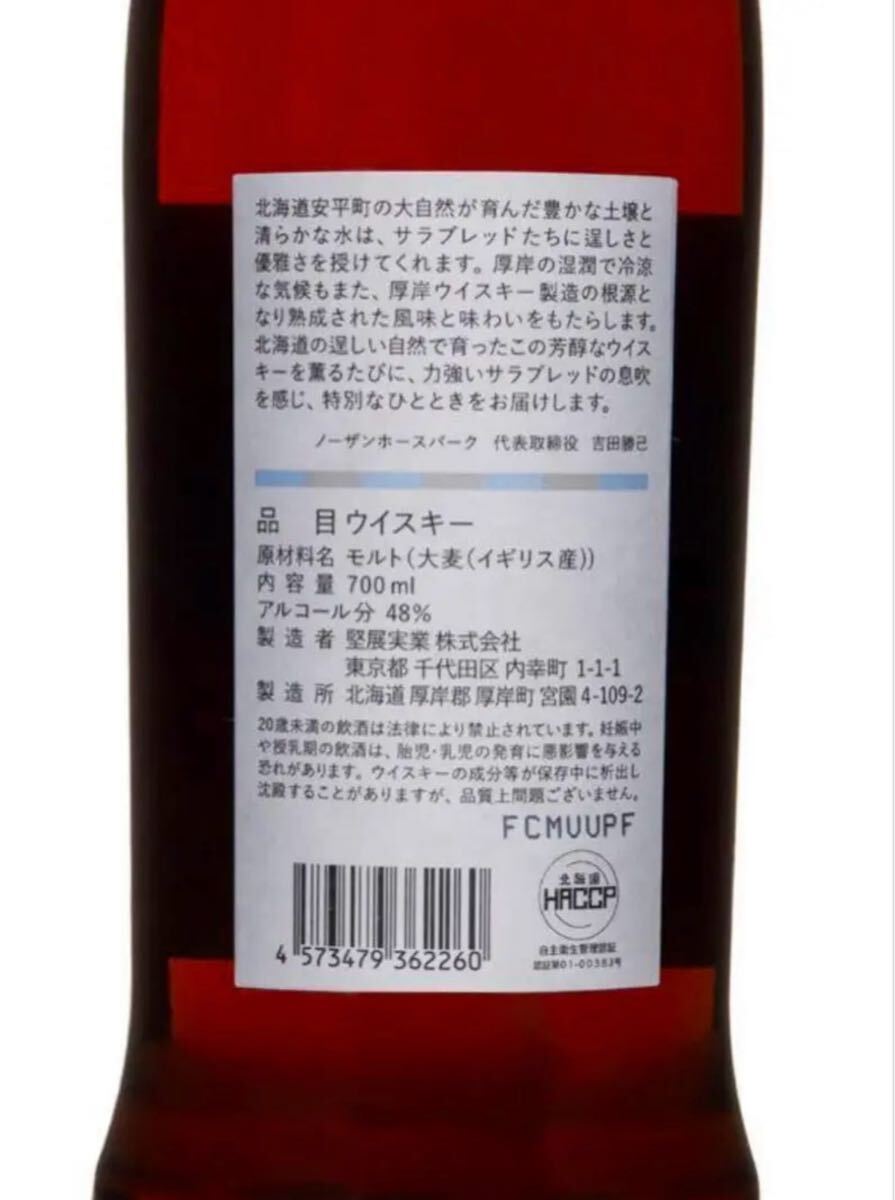 北海道安平町の大自然が育んだ豊かな土壌と
清らかな水は、サラブレッドたちに逞しさと
優雅さを授けてくれます。厚岸の湿潤で冷涼
な気候もまた、厚岸ウイスキー製造の根源と
なり熟成された風味と味わいをもたらします。
北海道の逞しい自然で育ったこの芳醇なウイス
キーを薫るたびに、力強いサラブレッドの息吹
を感じ、特別なひとときをお届けします。
ノーザンホースパーク 代表取締役 吉田勝己
品 目 ウイスキー
原材料名 モルト(大麦(イギリス産))
内容量 700ml
アルコール分 48%
製造者 堅展実業株式会社
東京都千代田区内幸町 1-1-1
製造所 北海道厚岸郡厚岸町宮園4-109-2
20歳未満の飲酒は法律により禁止されています。妊娠中
や授乳期の飲酒は、胎児・乳児の発育に悪影響を与える
恐れがあります。ウイスキーの成分等が保存中に析出し
沈殿することがありますが、品質上問題ございません。
FCMUUPF
北海道
HACCP
自主衛生管理認証
認証第01-00383号
4 573479 362260